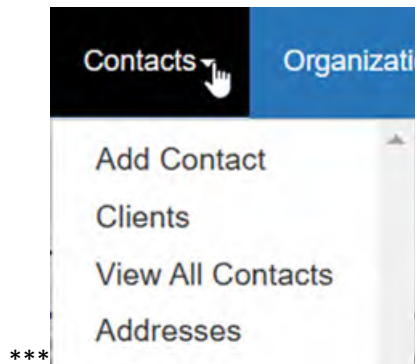 Contacts Organizati
Add Contact
Clients
View All Contacts
Addresses
***